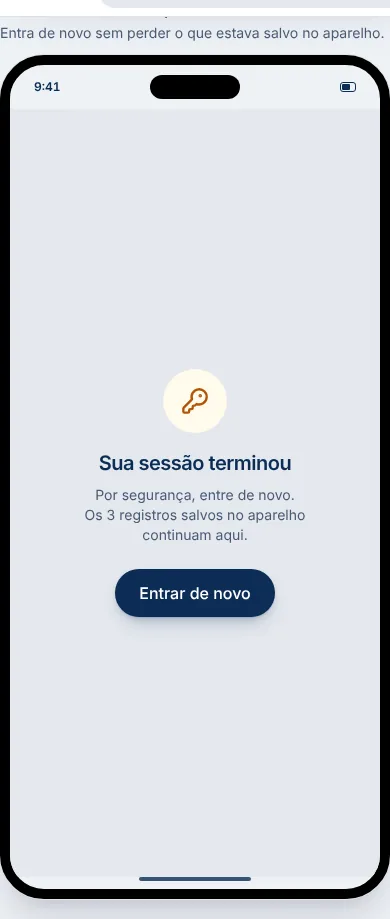 Entra de novo sem perder o que estava salvo no aparelho.
9:41
Sua sessão terminou
Por segurança, entre de novo.
Os 3 registros salvos no aparelho
continuam aqui.
Entrar de novo